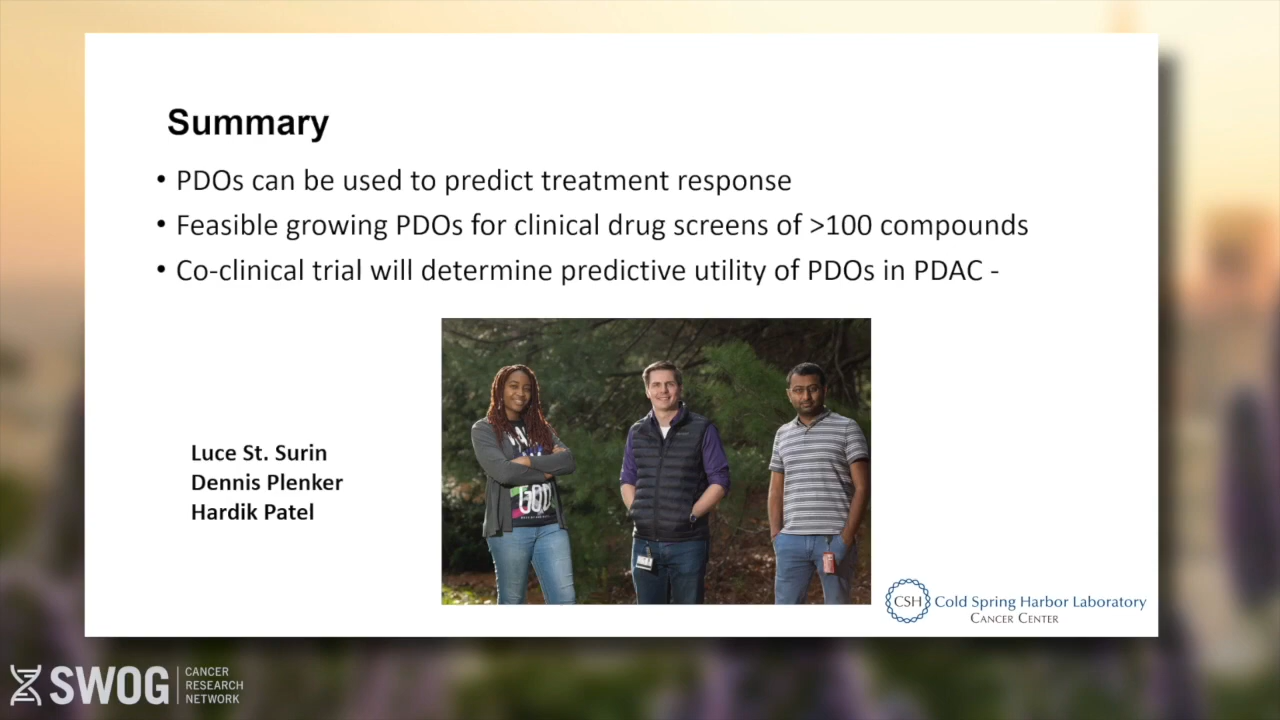 Summary
• PDOs can be used to predict treatment response
• Feasible growing PDOs for clinical drug screens of >100 compounds
• Co-clinical trial will determine predictive utility of PDOs in PDAC -
Luce St. Surin
Dennis Plenker
Hardik Patel
GOD
CSH Cold Spring Harbor Laboratory
CANCER CENTER
SWOG
CANCER
RESEARCH
NETWORK